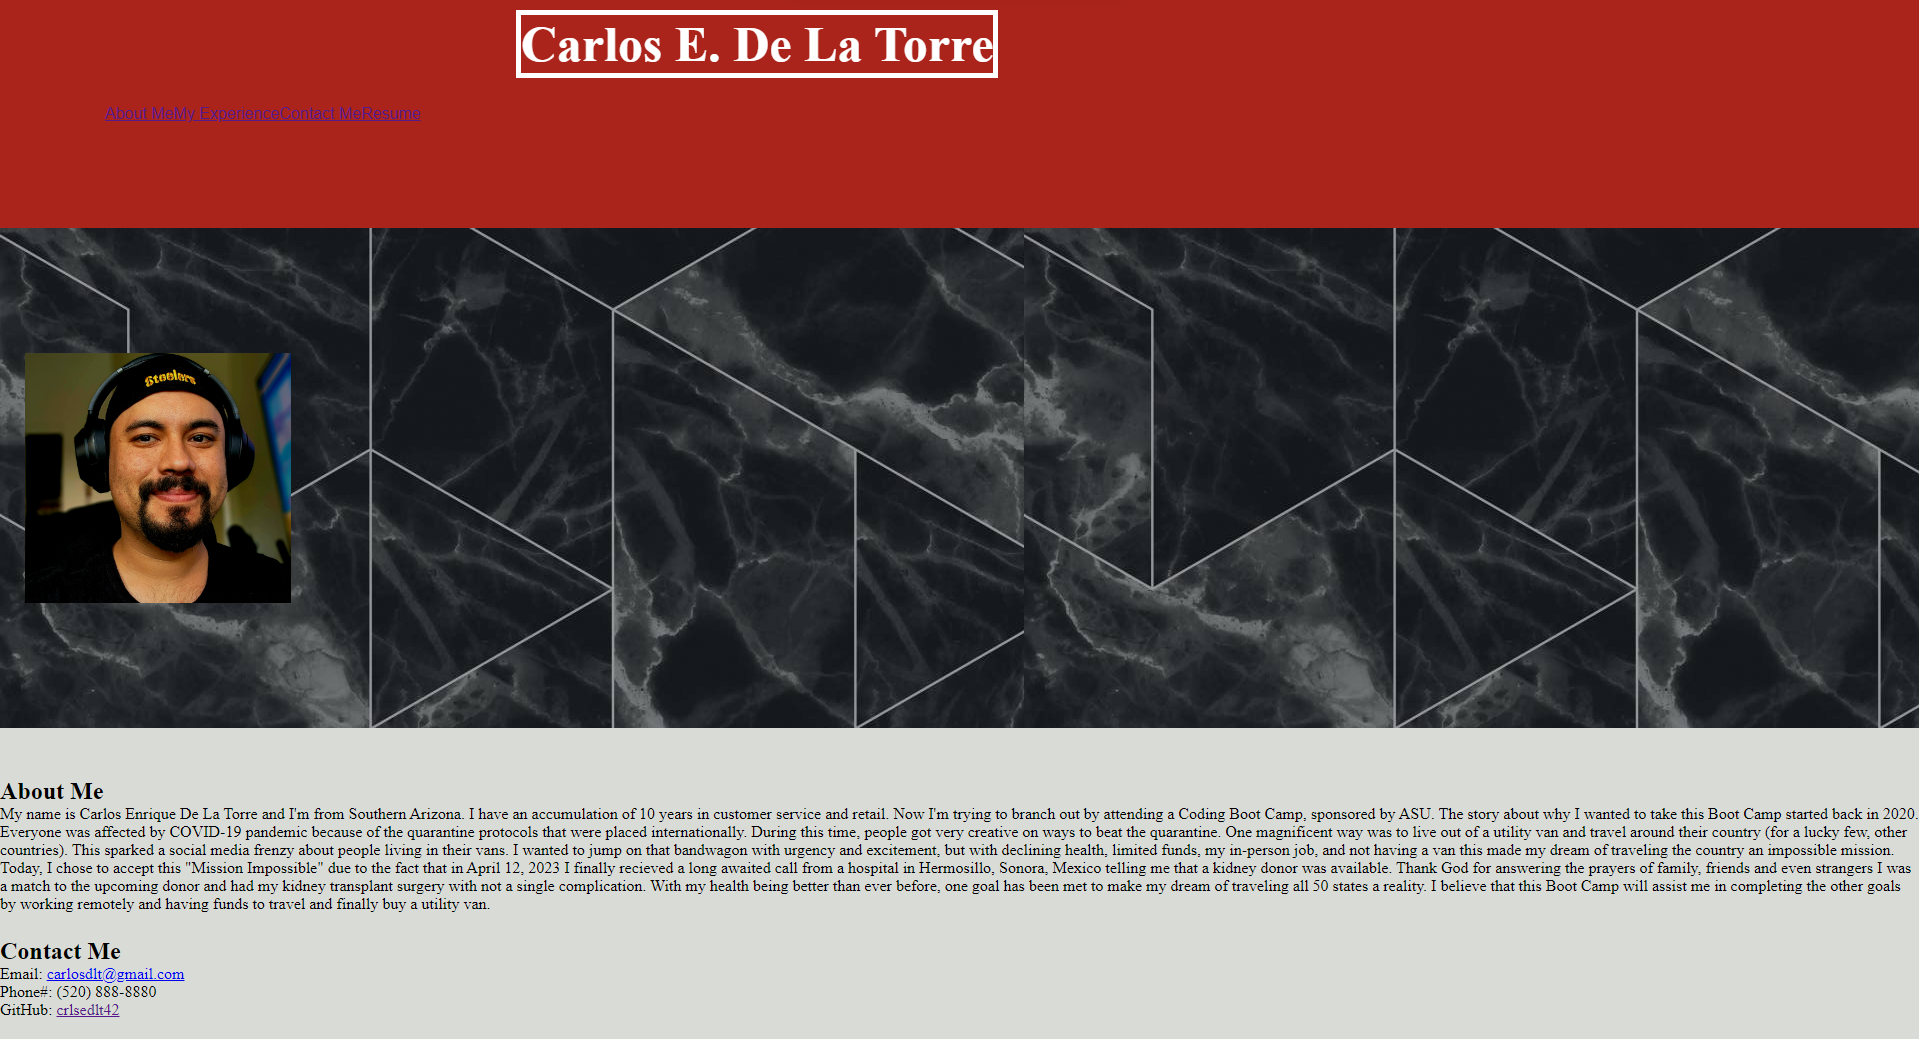 Carlos E. De La Torre
About MeMy ExperienceContact MeResume
Steelers
About Me
My name is Carlos Enrique De La Torre and I'm from Southern Arizona. I have an accumulation of 10 years in customer service and retail. Now I'm trying to branch out by attending a Coding Boot Camp, sponsored by ASU. The story about why I wanted to take this Boot Camp started back in 2020.
Everyone was affected by COVID-19 pandemic because of the quarantine protocols that were placed internationally. During this time, people got very creative on ways to beat the quarantine. One magnificent way was to live out of a utility van and travel around their country (for a lucky few, other
countries). This sparked a social media frenzy about people living in their vans. I wanted to jump on that bandwagon with urgency and excitement, but with declining health, limited funds, my in-person job, and not having a van this made my dream of traveling the country an impossible mission.
Today, I chose to accept this "Mission Impossible" due to the fact that in April 12, 2023 I finally recieved a long awaited call from a hospital in Hermosillo, Sonora, Mexico telling me that a kidney donor was available. Thank God for answering the prayers of family, friends and even strangers I was
a match to the upcoming donor and had my kidney transplant surgery with not a single complication. With my health being better than ever before, one goal has been met to make my dream of traveling all 50 states a reality. I believe that this Boot Camp will assist me in completing the other goals
by working remotely and having funds to travel and finally buy a utility van.
Contact Me
Email: carlosdlt@gmail.com
Phone#: (520) 888-8880
GitHub: crlsedlt42